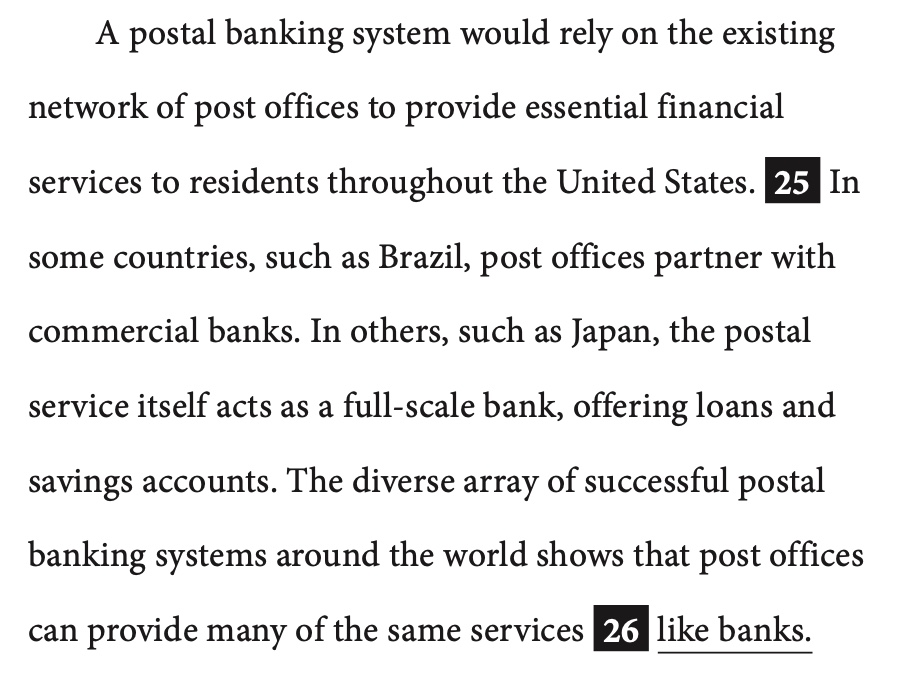 A postal banking system would rely on the existing
network of post offices to provide essential financial
services to residents throughout the United States. 25 In
some countries, such as Brazil, post offices partner with
commercial banks. In others, such as Japan, the postal
service itself acts as a full-scale bank, offering loans and
savings accounts. The diverse array of successful postal
banking systems around the world shows that post offices
can provide many of the same services 26 like banks.